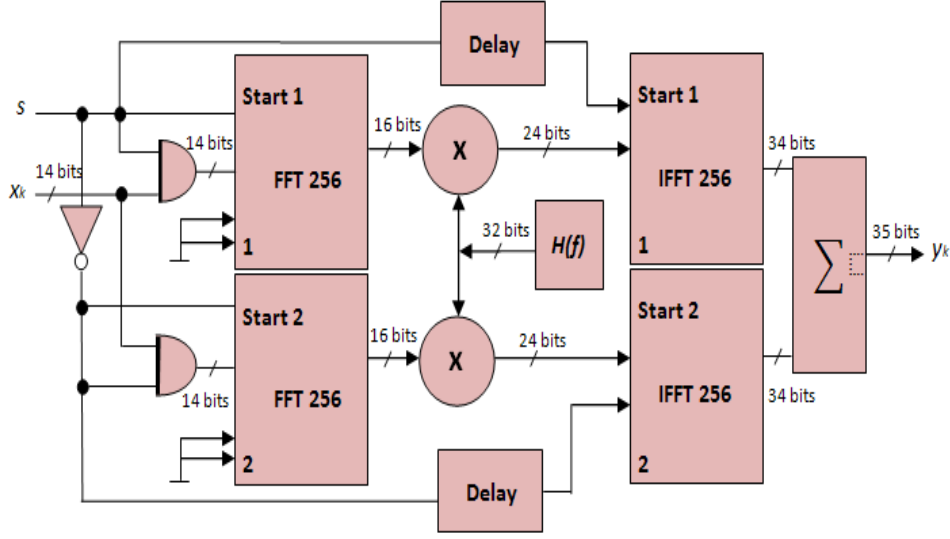 Delay
S
Start 1
16 bits
X
24 bits
Start 1
34 bits
14 bits
14 bits
FFT 256
IFFT 256
Xk
1
32 bits
H(f)
1
35 bits
∑
yk
Start 2
16 bits
X
24 bits
Start 2
14 bits
FFT 256
IFFT 256
34 bits
2
Delay
2